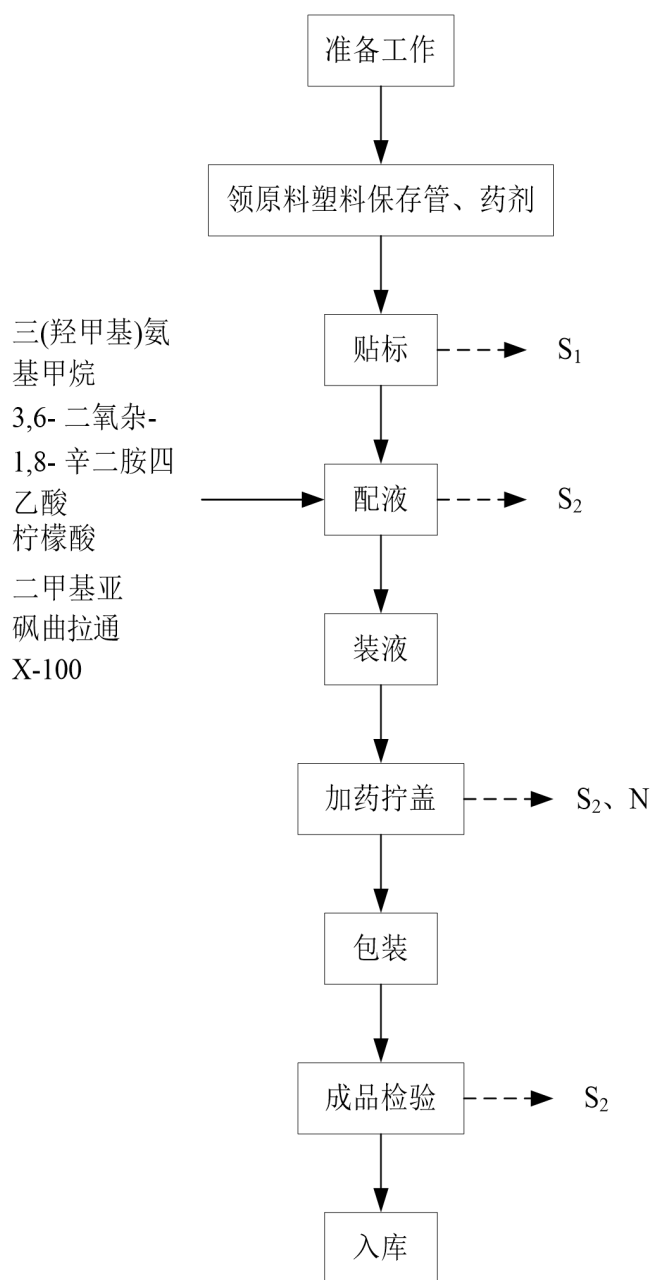 准备工作
领原料塑料保存管、药剂
三(羟甲基)氨
基甲烷
3,6- 二氧杂-
1,8- 辛二胺四
乙酸
柠檬酸
二甲基亚
砜曲拉通
X-100
贴标
S₁
配液
S₂
装液
加药拧盖
S₂、N
包装
成品检验
S₂
入库